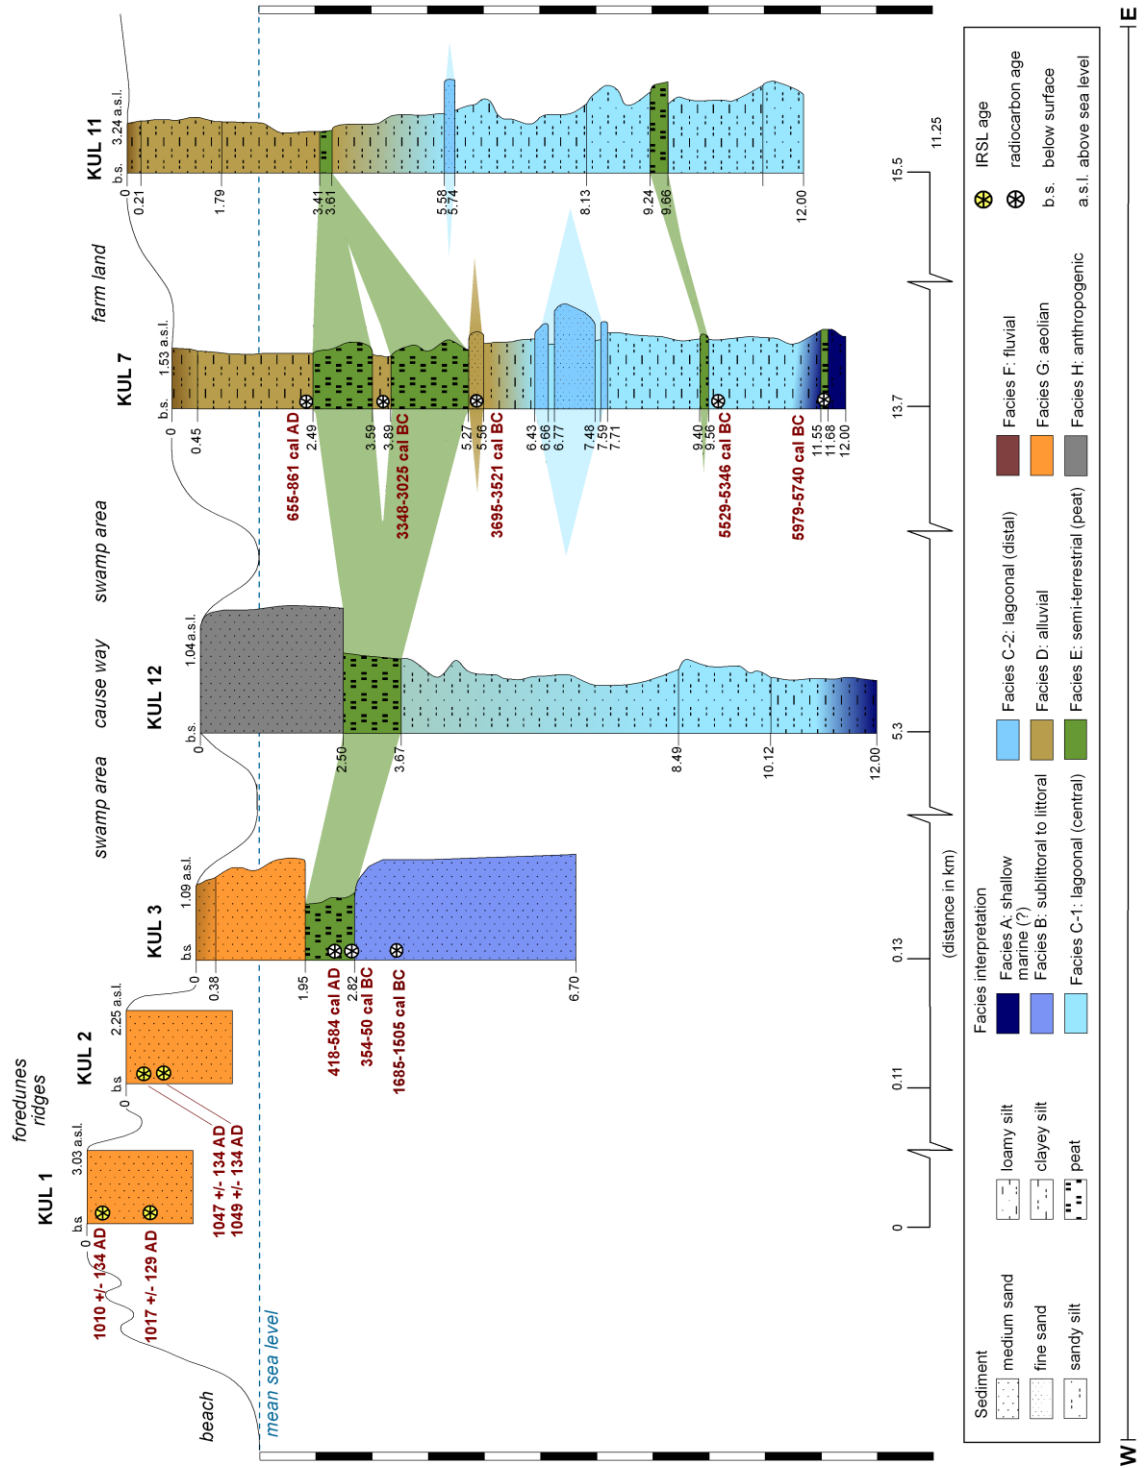 foredunes
ridges
KUL 1
KUL 2
KUL 3
KUL 12
KUL 7
KUL 11
beach
swamp area
cause way
swamp area
farm land
mean sea level
b.s.
3.03 a.s.l.
0
1010 +/- 134 AD
1017 +/- 129 AD
b.s.
2.25 a.s.l.
0
1047 +/- 134 AD
1049 +/- 134 AD
b.s.
1.09 a.s.l.
0
0.38
1.95
2.82
6.70
418-584 cal AD
354-50 cal BC
1685-1505 cal BC
b.s.
1.04 a.s.l.
0
2.50
3.67
8.49
10.12
12.00
b.s.
1.53 a.s.l.
0
0.45
2.49
3.59
3.89
5.27
5.56
6.43
6.66
6.77
7.48
7.59
7.71
9.40
9.56
11.55
11.68
12.00
655-861 cal AD
3348-3025 cal BC
3695-3521 cal BC
5529-5346 cal BC
5979-5740 cal BC
b.s.
3.24 a.s.l.
0
0.21
1.79
3.41
3.61
5.58
5.74
8.13
9.24
9.66
12.00
0
0.11
0.13
5.3
13.7
15.5
11.25
(distance in km)
Sediment
medium sand
fine sand
sandy silt
loamy silt
clayey silt
peat
Facies interpretation
Facies A: shallow
marine (?)
Facies B: sublittoral to littoral
Facies C-1: lagoonal (central)
Facies C-2: lagoonal (distal)
Facies D: alluvial
Facies E: semi-terrestrial (peat)
Facies F: fluvial
Facies G: aeolian
Facies H: anthropogenic
IRSL age
radiocarbon age
b.s. below surface
a.s.l. above sea level
W
E